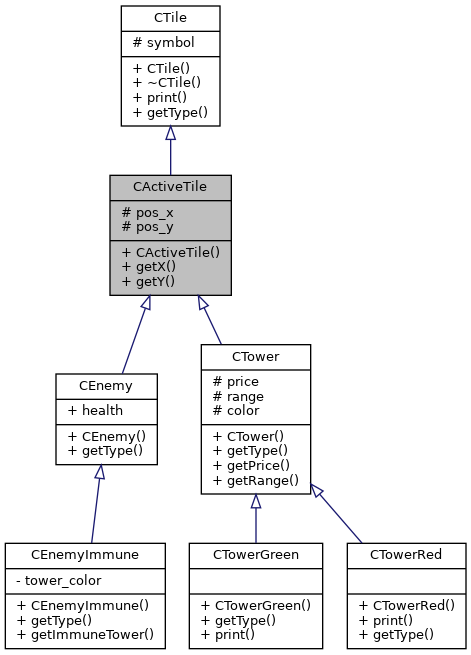 CTile
# symbol
+ CTile()
+ ~CTile()
+ print()
+ getType()
CActiveTile
# pos_x
# pos_y
+ CActiveTile()
+ getX()
+ getY()
CEnemy
+ health
+ CEnemy()
+ getType()
CTower
# price
# range
# color
+ CTower()
+ getType()
+ getPrice()
+ getRange()
CEnemyImmune
- tower_color
+ CEnemyImmune()
+ getType()
+ getImmuneTower()
CTowerGreen
+ CTowerGreen()
+ getType()
+ print()
CTowerRed
+ CTowerRed()
+ print()
+ getType()